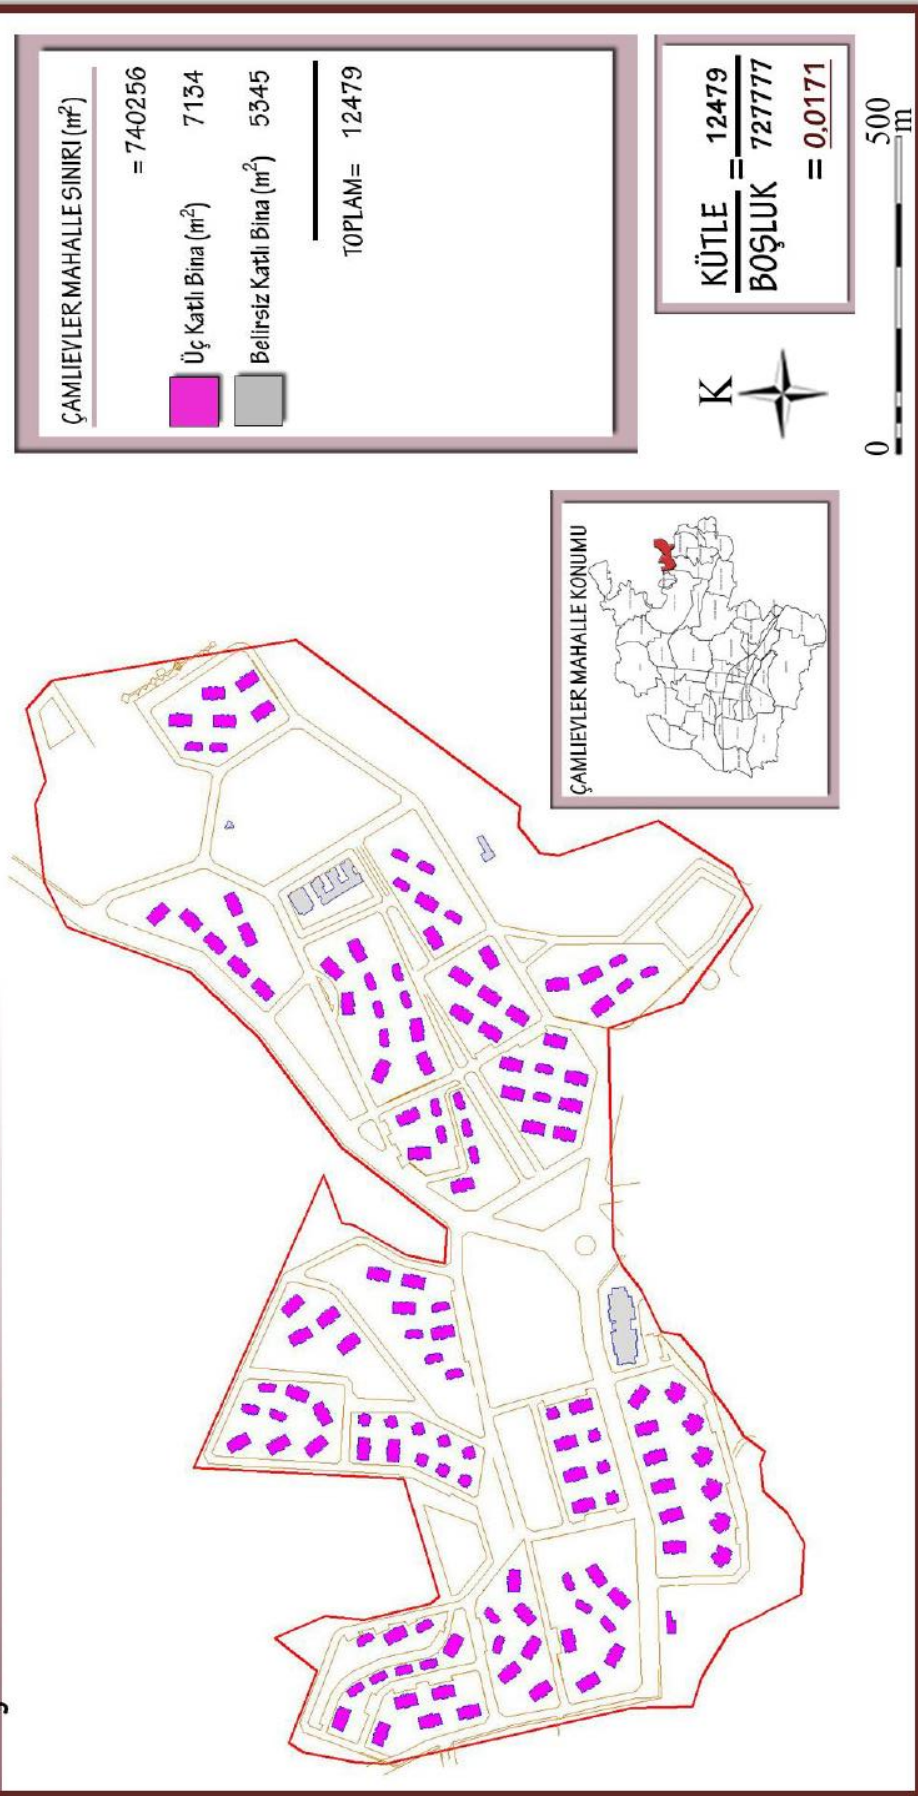 ÇAMLIEVLER MAHALLE SINIRI (m²)
= 740256
Üç Katlı Bina (m²) 7134
Belirsiz Katlı Bina (m²) 5345
TOPLAM= 12479
KÜTLE = 12479
BOŞLUK 727777
= 0,0171
K
0 500
m
ÇAMLIEVLER MAHALLE KONUMU